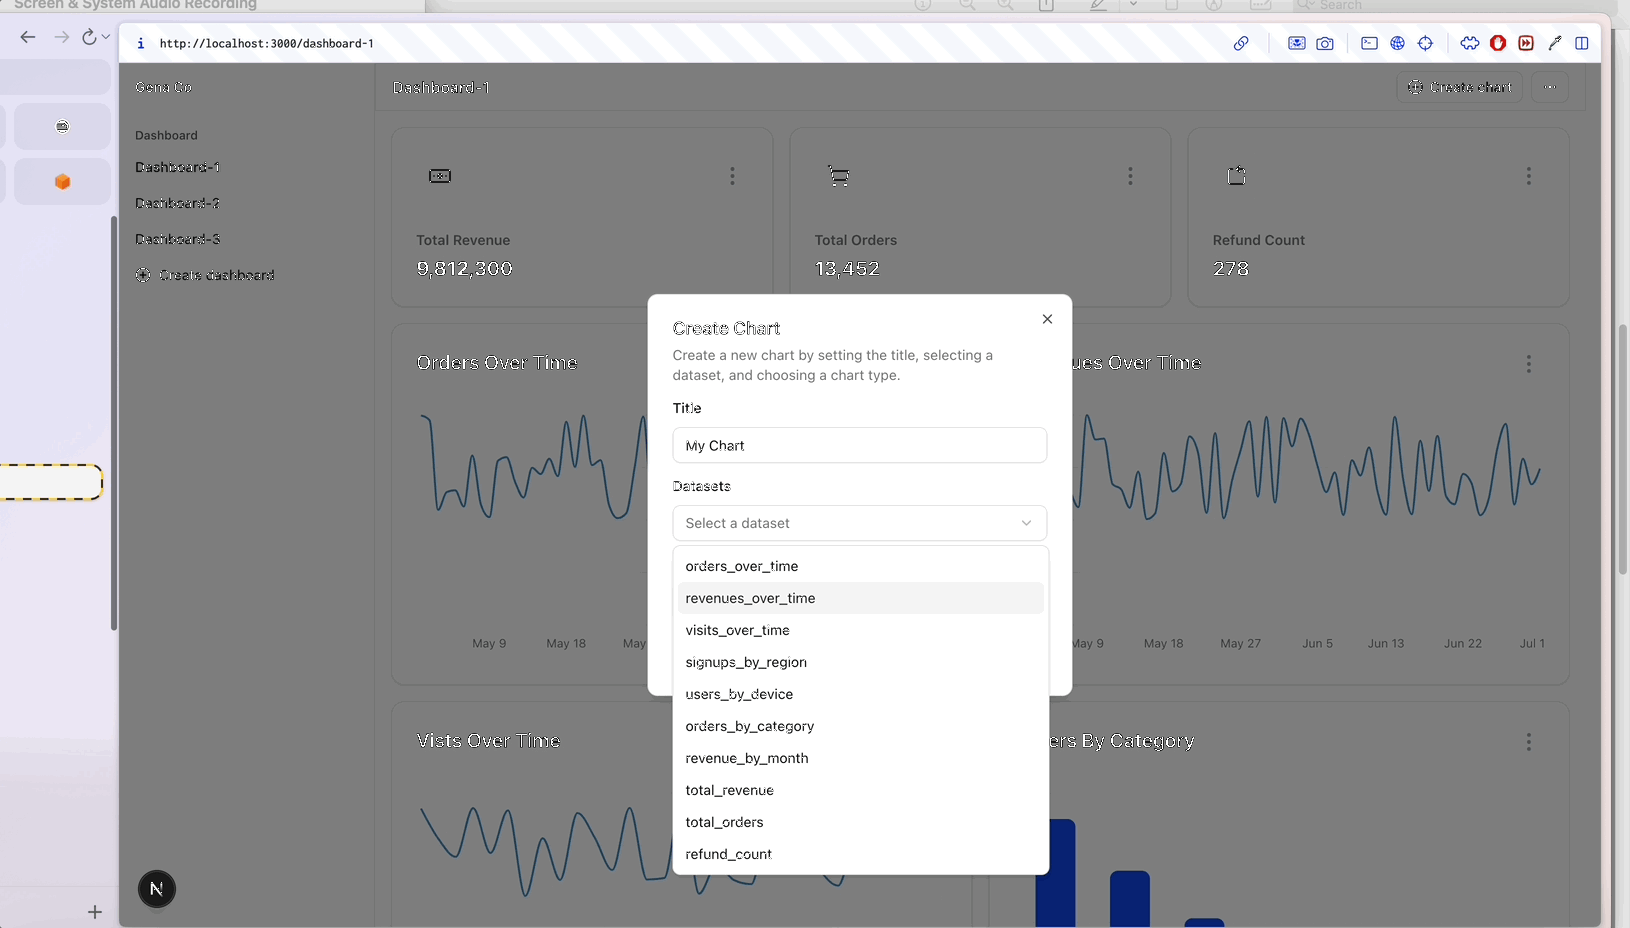 Screen & System Audio Recording
Search
http://localhost:3000/dashboard-1
Gena Co
Dashboard-1
Create chart
Dashboard
Dashboard-1
Dashboard-2
Dashboard-3
Create dashboard
Total Revenue
9,812,300
Total Orders
13,452
Refund Count
278
Create Chart
Create a new chart by setting the title, selecting a
dataset, and choosing a chart type.
Title
My Chart
Datasets
Select a dataset
orders_over_time
revenues_over_time
visits_over_time
signups_by_region
users_by_device
orders_by_category
revenue_by_month
total_revenue
total_orders
refund_count
Orders Over Time
ues Over Time
May 9 May 18 May
May 9 May 18 May 27 Jun 5 Jun 13 Jun 22 Jul 1
Vists Over Time
ers By Category
N